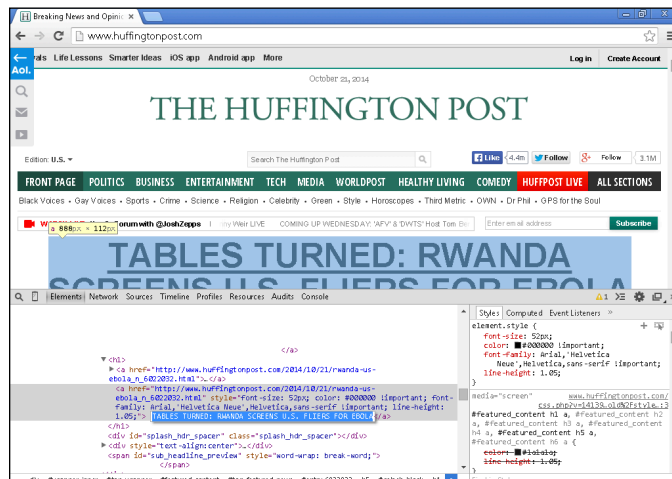 Breaking News and Opinio
www.huffingtonpost.com
vals Life Lessons Smarter Ideas iOS app Android app More Log in Create Account
Aol.
October 21, 2014
THE HUFFINGTON POST
Edition: U.S. Search The Huffington Post Like 4.4m Follow Follow 3.1M
FRONT PAGE POLITICS BUSINESS ENTERTAINMENT TECH MEDIA WORLDPOST HEALTHY LIVING COMEDY HUFFPOST LIVE ALL SECTIONS
Black Voices • Gay Voices • Sports • Crime • Science • Religion • Celebrity • Green • Style • Horoscopes • Third Metric • OWN • Dr Phil • GPS for the Soul
Forum with @JoshZepps Weir LIVE COMING UP WEDNESDAY: 'AFV' & 'DWTS' Host Tom Be Enter email address Subscribe
a 888px × 112px
TABLES TURNED: RWANDA
SCREENS U.S. FLIERS FOR EBOLA
Elements Network Sources Timeline Profiles Resources Audits Console 1
</a>
▼<h1>
▶<a href="http://www.huffingtonpost.com/2014/10/21/rwanda-us-
ebola_n_6022032.html">…</a>
<a href="http://www.huffingtonpost.com/2014/10/21/rwanda-us-
ebola_n_6022032.html" style="font-size: 52px; color: #000000 !important; font-
family: Arial,'Helvetica Neue',Helvetica,sans-serif !important; line-height:
1.05;"> TABLES TURNED: RWANDA SCREENS U.S. FLIERS FOR EBOLA</a>
</h1>
<div id="splash_hdr_spacer" class="splash_hdr_spacer"></div>
▶<div style="text-align:center">…</div>
<span id="sub_headline_preview" style="word-wrap: break-word;">
</span>
Styles Computed Event Listeners »
element.style {
font-size: 52px;
color: #000000 !important;
font-family: Arial,'Helvetica
Neue',Helvetica,sans-serif !important;
line-height: 1.05;
}
media="screen" www.huffingtonpost.com/
css.php?v=14139…old%2Fstyle…:3
#featured_content h1 a, #featured_content h2
a, #featured_content h3 a, #featured_content
h4 a, #featured_content h5 a,
#featured_content h6 a {
color: #1a1a1a;
line-height: 1.05;
}